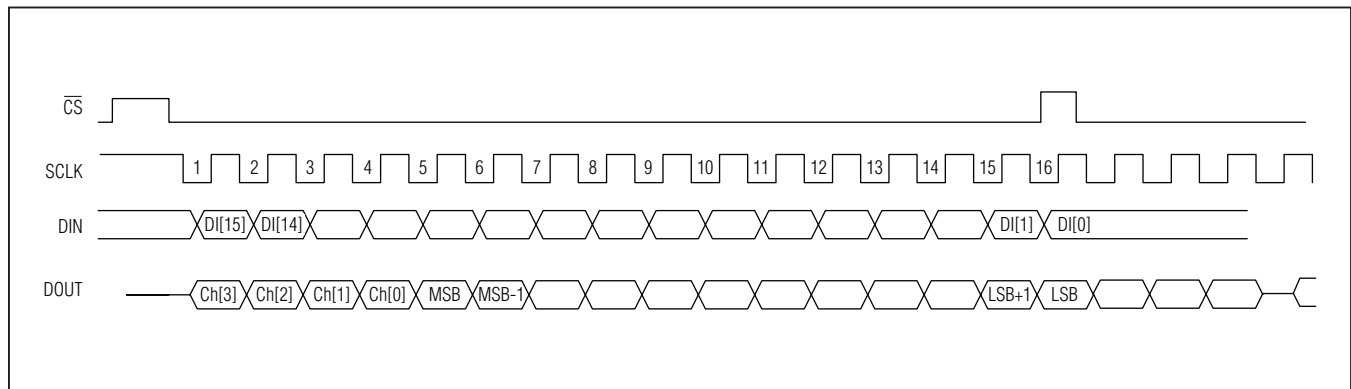 CS
SCLK 1 2 3 4 5 6 7 8 9 10 11 12 13 14 15 16
DIN DI[15] DI[14] DI[1] DI[0]
DOUT Ch[3] Ch[2] Ch[1] Ch[0] MSB MSB-1 LSB+1 LSB